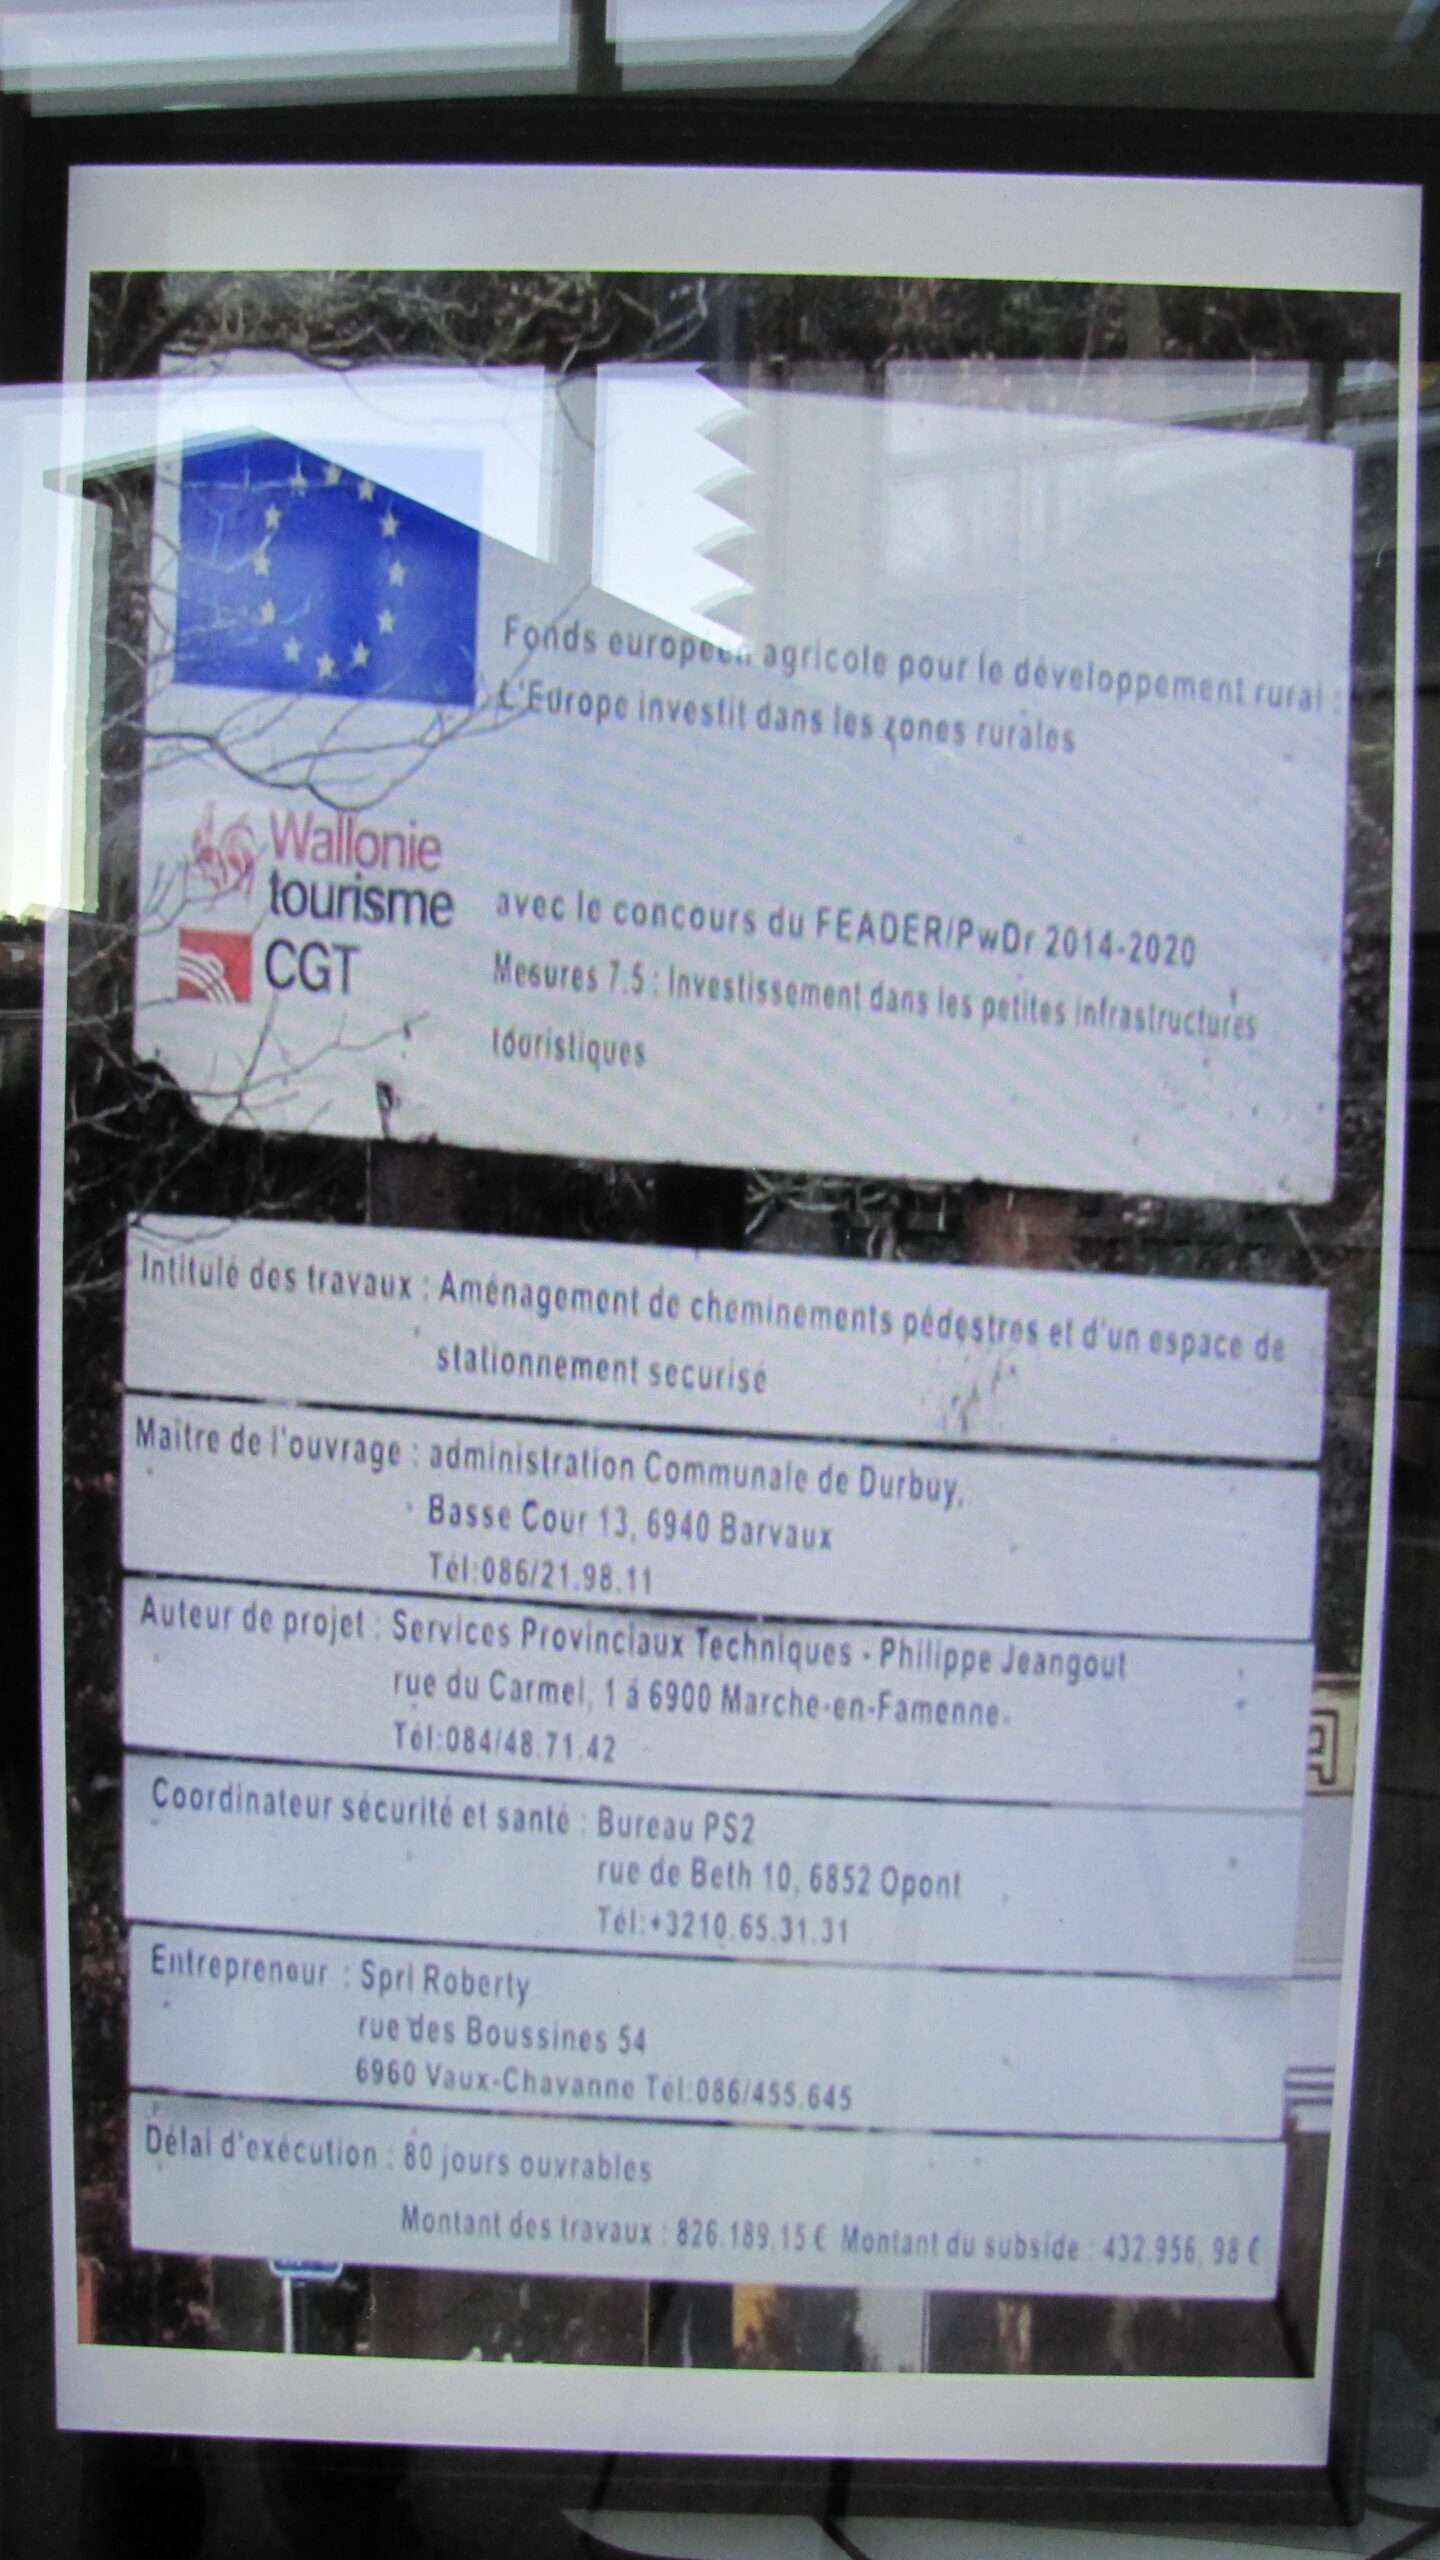 Fonds européen agricole pour le développement rural :
L'Europe investit dans les zones rurales
Wallonie
tourisme
CGT
avec le concours du FEADER/PwDr 2014-2020
Mesures 7.5 : Investissement dans les petites infrastructures
touristiques
Intitulé des travaux : Aménagement de cheminements pédestres et d'un espace de
stationnement securisé
Maitre de l'ouvrage : administration Communale de Durbuy,
Basse Cour 13, 6940 Barvaux
Tél:086/21.98.11
Auteur de projet : Services Provinciaux Techniques - Philippe Jeangout
rue du Carmel, 1 à 6900 Marche-en-Famenne.
Tél:084/48.71.42
Coordinateur sécurité et santé : Bureau PS2
rue de Beth 10, 6852 Opont
Tél:+3210.65.31.31
Entrepreneur : Sprl Roberty
rue des Boussines 54
6960 Vaux-Chavanne Tél:086/455.645
Délai d'exécution : 80 jours ouvrables
Montant des travaux : 826.189,15 € Montant du subside : 432.956, 98 €